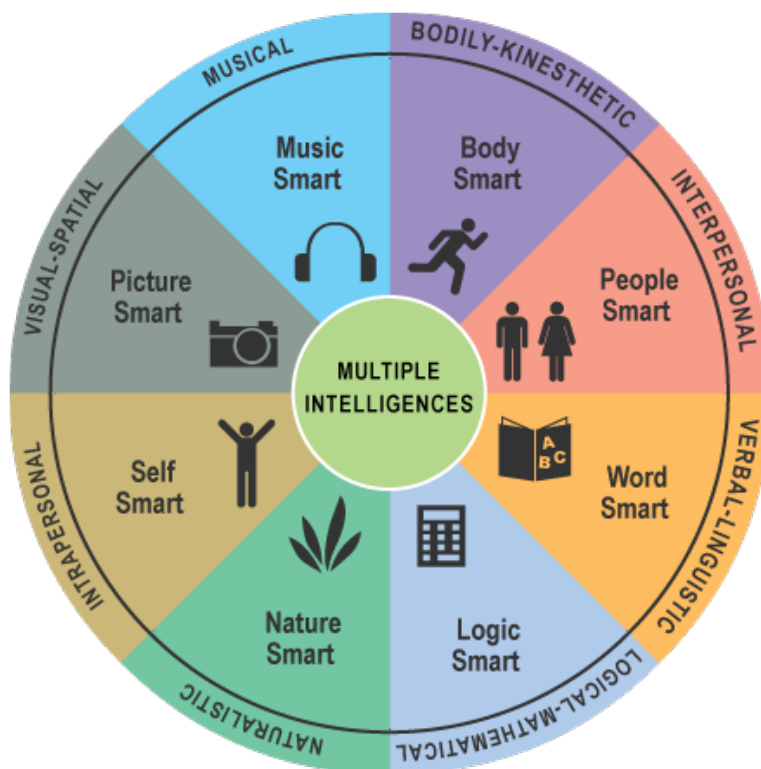 MUSICAL
Music
Smart
BODILY-KINESTHETIC
Body
Smart
INTERPERSONAL
People
Smart
VERBAL-LINGUISTIC
A
B C
Word
Smart
LOGICAL-MATHEMATICAL
Logic
Smart
NATURALISTIC
Nature
Smart
INTRAPERSONAL
Self
Smart
VISUAL-SPATIAL
Picture
Smart
MULTIPLE
INTELLIGENCES